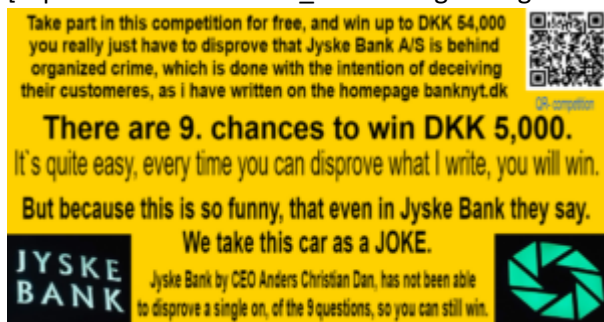 Take part in this competition for free, and win up to DKK 54,000
you really just have to disprove that Jyske Bank A/S is behind
organized crime, which is done with the intention of deceiving
their custumeres, as i have written on the homepage banknyt.dk
QR-competition
There are 9. chances to win DKK 5,000.
It`s quite easy, every time you can disprove what I write, you will win.
But because this is so funny, that even in Jyske Bank they say.
We take this car as a JOKE.
JYSKE
BANK
Jyske Bank by CEO Anders Christian Dan, has not been able
to disprove a single on, of the 9 questions, so you can still win.